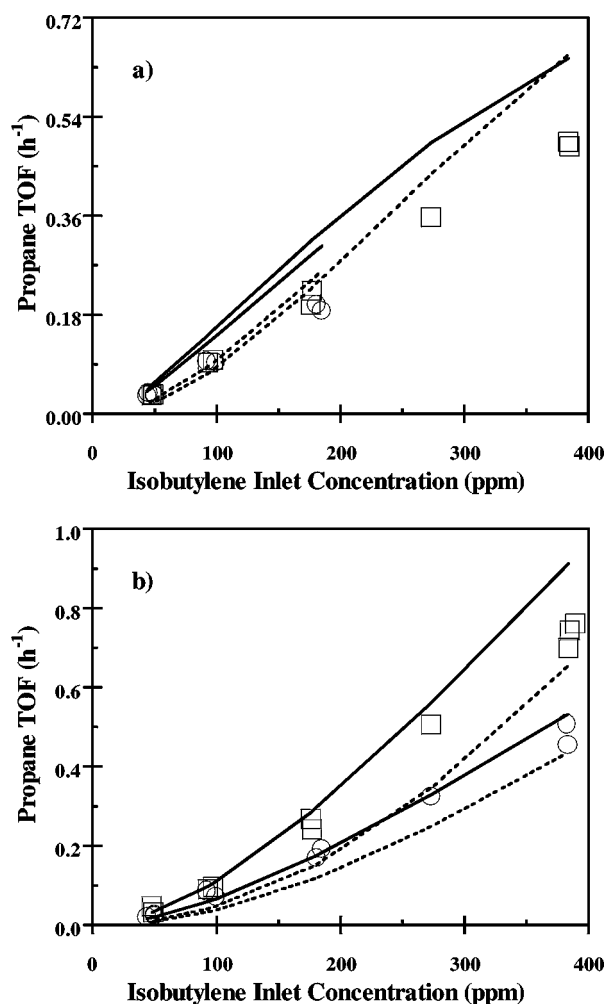 0.72
a)
0.54
0.36
0.18
0.00
Propane TOF (h-1)
0 100 200 300 400
Isobutylene Inlet Concentration (ppm)
1.0
b)
0.8
0.6
0.4
0.2
0.0
Propane TOF (h-1)
0 100 200 300 400
Isobutylene Inlet Concentration (ppm)